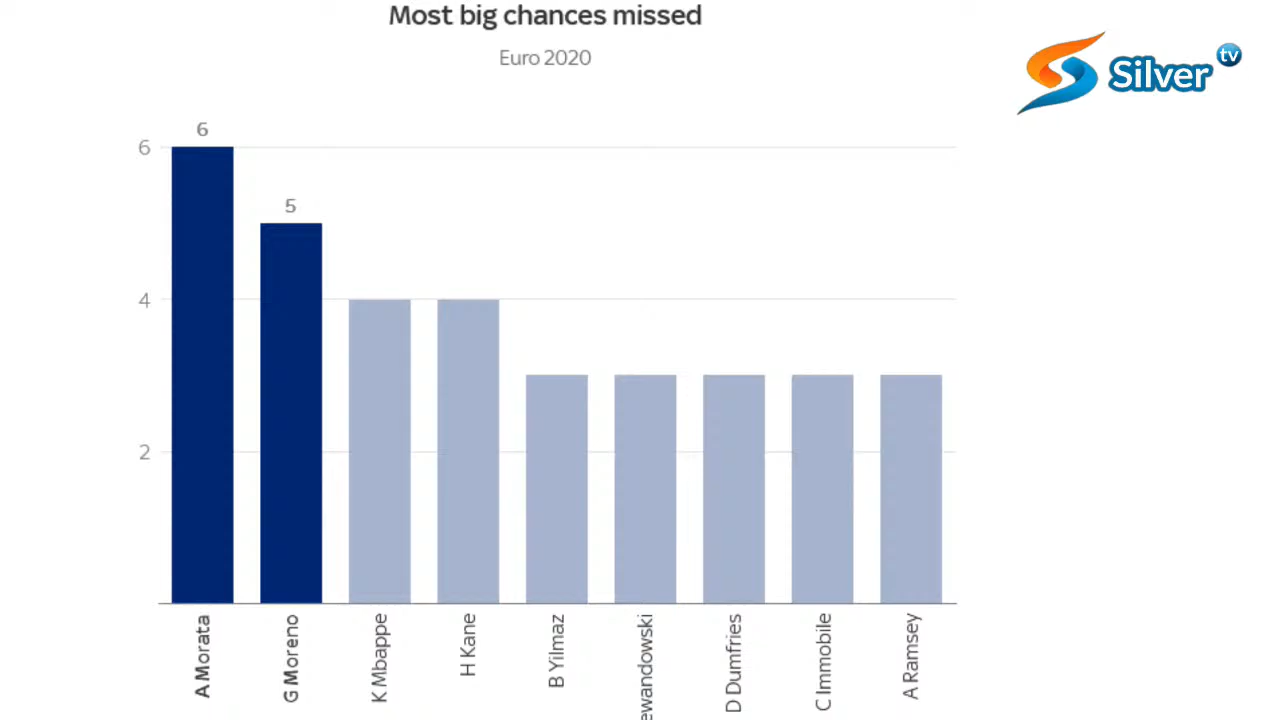 Most big chances missed
Euro 2020
Silver tv
6
5
6
4
2
A Morata
G Moreno
K Mbappe
H Kane
B Yilmaz
ewandowski
D Dumfries
C Immobile
A Ramsey